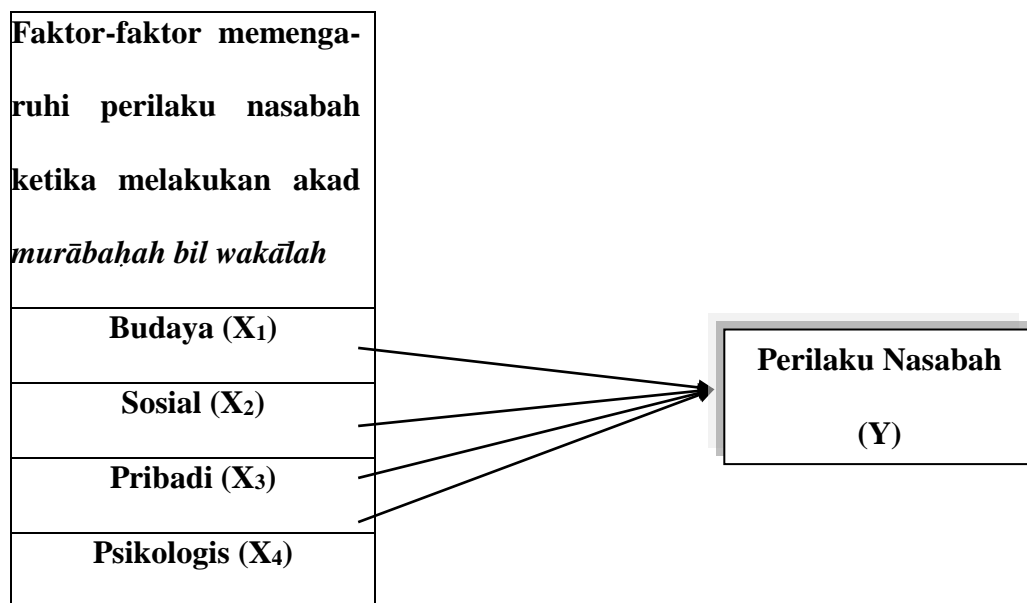 Faktor-faktor memenga-
ruhi perilaku nasabah
ketika melakukan akad
murābaḥah bil wakālah
Budaya (X₁)
Sosial (X₂)
Pribadi (X₃)
Psikologis (X₄)
Perilaku Nasabah
(Y)